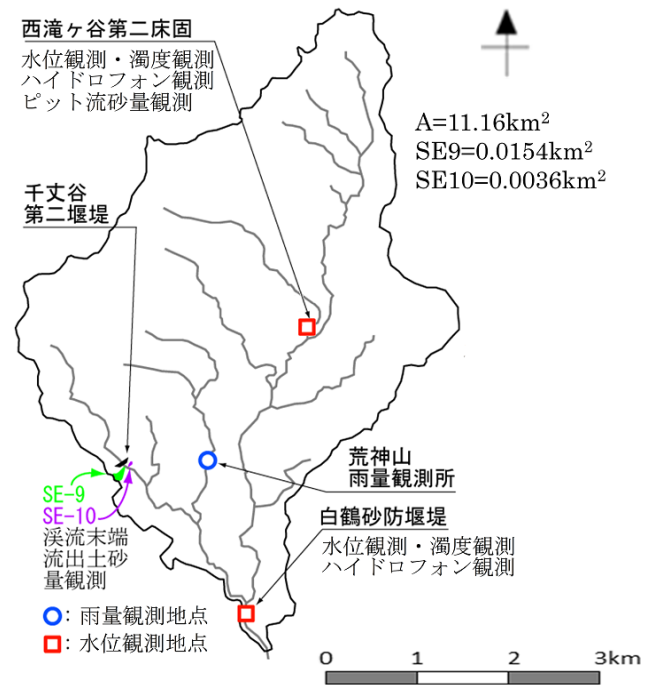 西滝ヶ谷第二床固
水位観測・濁度観測
ハイドロフォン観測
ピット流砂量観測
A=11.16km²
SE9=0.0154km²
SE10=0.0036km²
千丈谷
第二堰堤
荒神山
雨量観測所
SE-9
SE-10
渓流末端
流出土砂
量観測
白鶴砂防堰堤
水位観測・濁度観測
ハイドロフォン観測
：雨量観測地点
：水位観測地点
0 1 2 3km